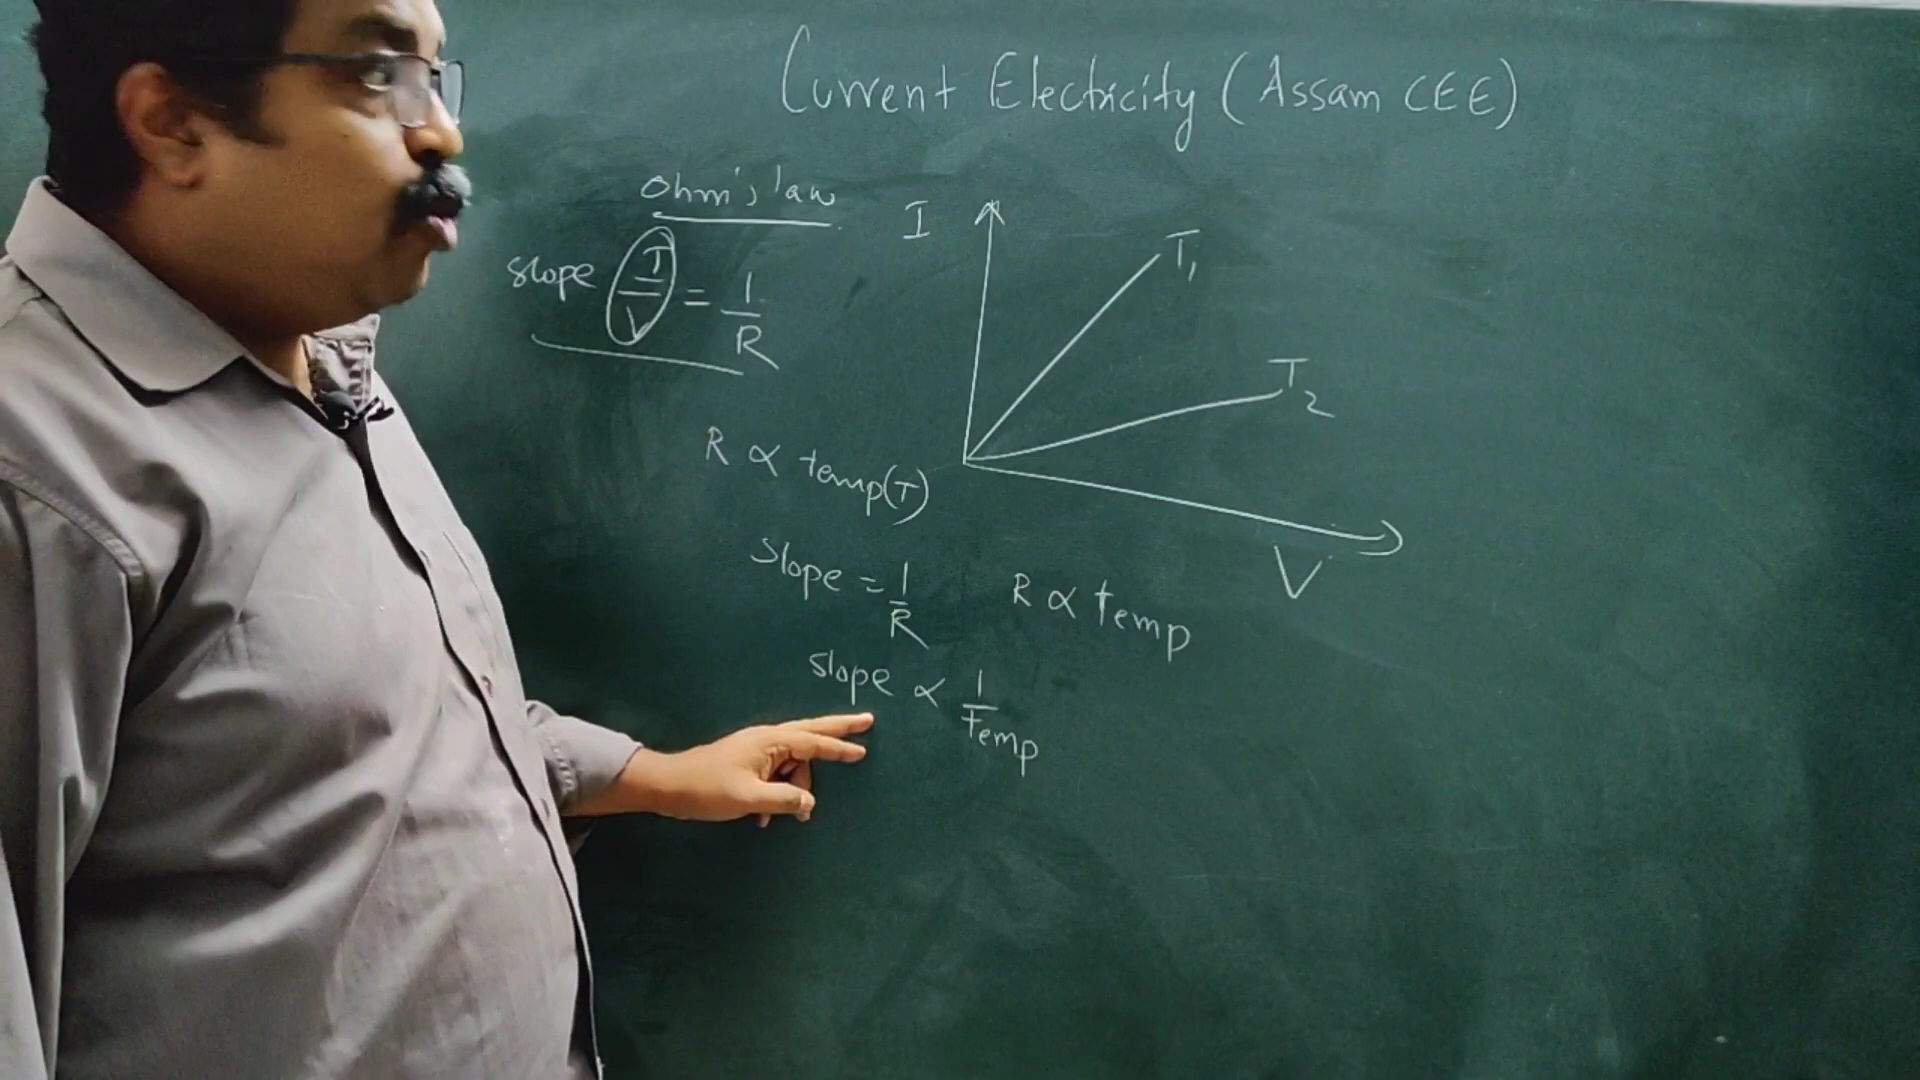 Current Electricity (Assam CEE)
Ohm's law
slope I/V = 1/R
I
T1
T2
V
R ∝ temp(T)
Slope = 1/R
R ∝ temp
Slope ∝ 1/Temp